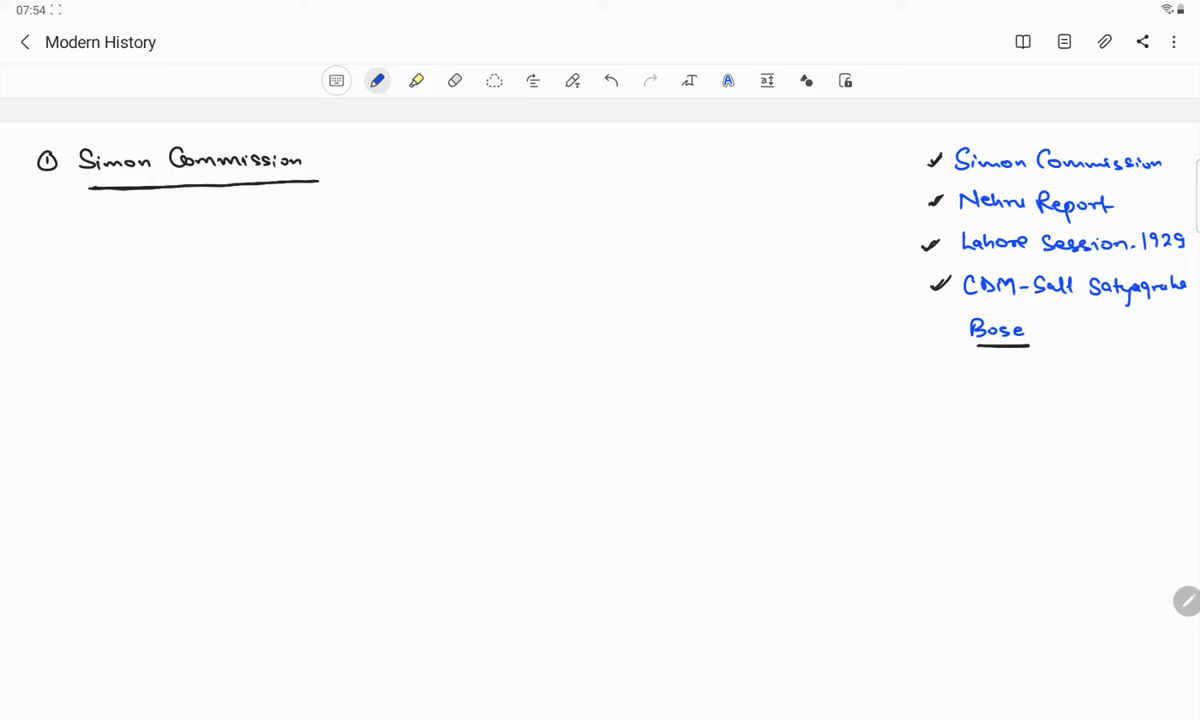 07:54
Modern History
① Simon Commission
✓ Simon Commission
✓ Nehru Report
✓ Lahore Session. 1929
✓ CDM - Salt Satyagraha
Bose